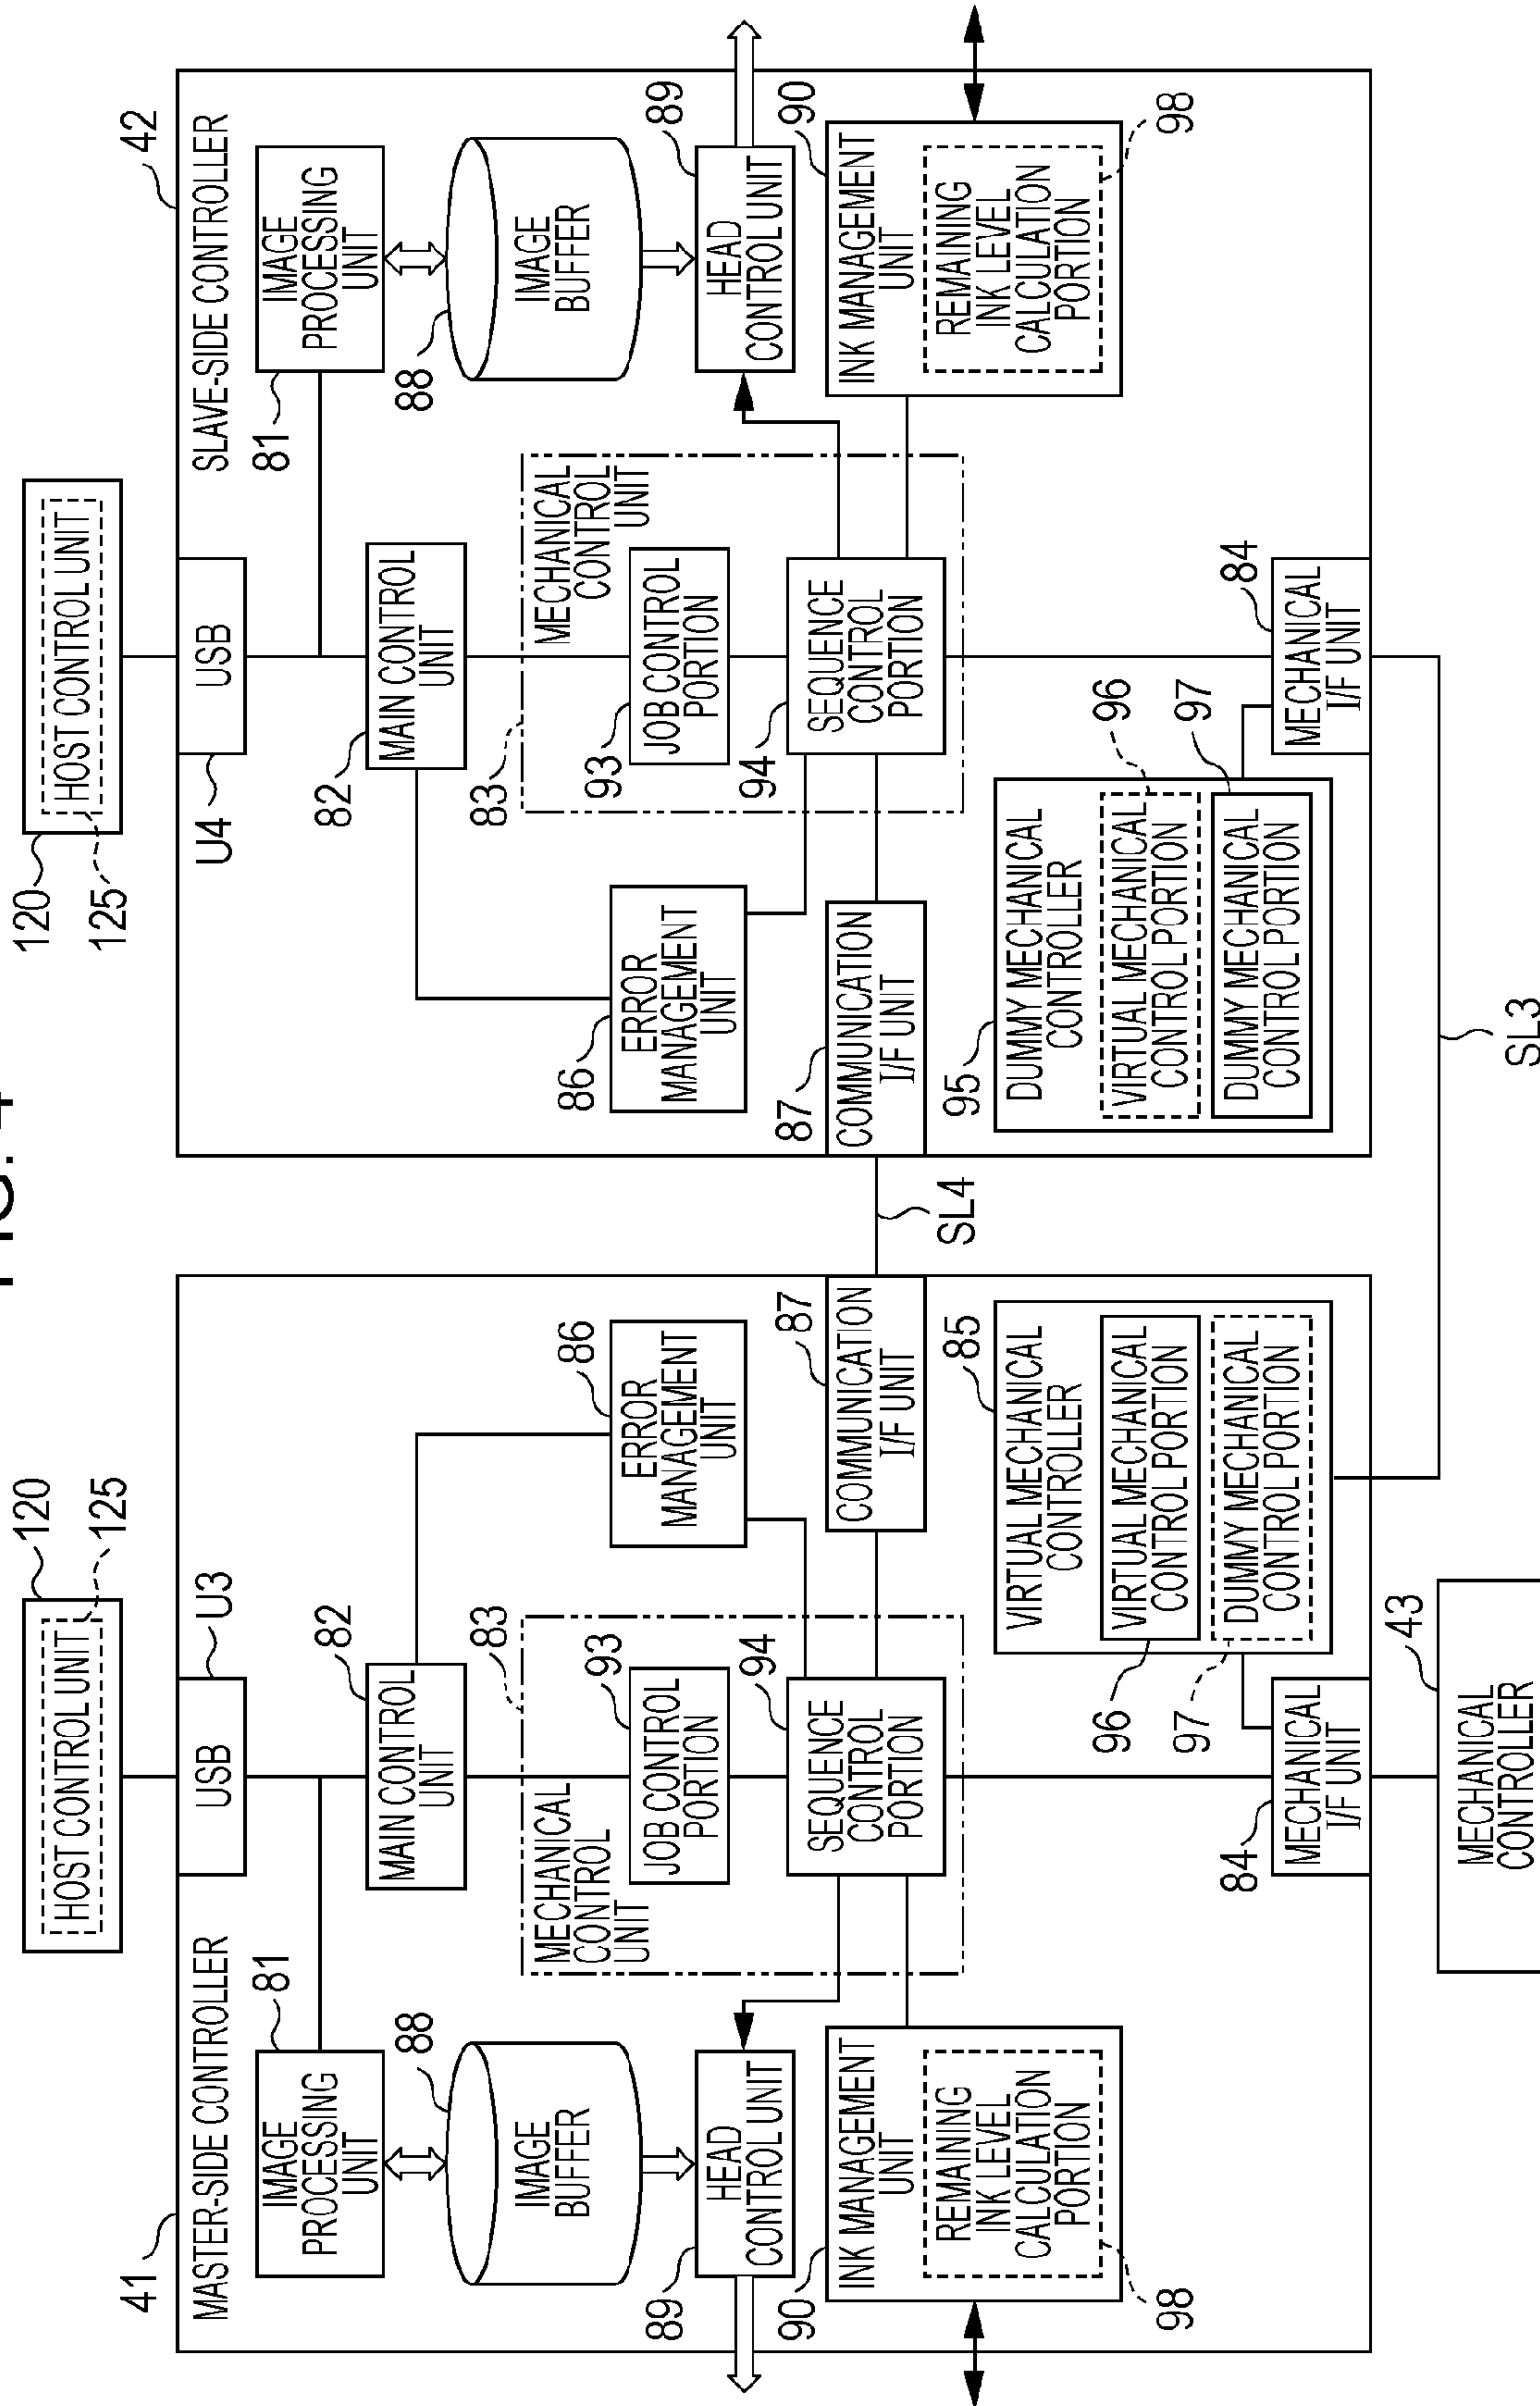 FIG. 4
120
HOST CONTROL UNIT
125
41
MASTER-SIDE CONTROLLER
USB
U3
IMAGE
PROCESSING
UNIT
81
MAIN CONTROL
UNIT
82
88
IMAGE
BUFFER
MECHANICAL
CONTROL
UNIT
83
JOB CONTROL
PORTION
93
ERROR
MANAGEMENT
UNIT
86
HEAD
CONTROL UNIT
89
SEQUENCE
CONTROL
PORTION
94
COMMUNICATION
I/F UNIT
87
INK MANAGEMENT
UNIT
90
REMAINING
INK LEVEL
CALCULATION
PORTION
98
VIRTUAL MECHANICAL
CONTROLLER
85
VIRTUAL MECHANICAL
CONTROL PORTION
96
DUMMY MECHANICAL
CONTROL PORTION
97
MECHANICAL
I/F UNIT
84
MECHANICAL
CONTROLLER
43
SL4
120
HOST CONTROL UNIT
125
42
SLAVE-SIDE CONTROLLER
USB
U4
IMAGE
PROCESSING
UNIT
81
MAIN CONTROL
UNIT
82
88
IMAGE
BUFFER
MECHANICAL
CONTROL
UNIT
83
JOB CONTROL
PORTION
93
ERROR
MANAGEMENT
UNIT
86
HEAD
CONTROL UNIT
89
SEQUENCE
CONTROL
PORTION
94
COMMUNICATION
I/F UNIT
87
INK MANAGEMENT
UNIT
90
REMAINING
INK LEVEL
CALCULATION
PORTION
98
DUMMY MECHANICAL
CONTROLLER
95
VIRTUAL MECHANICAL
CONTROL PORTION
96
DUMMY MECHANICAL
CONTROL PORTION
97
MECHANICAL
I/F UNIT
84
SL3